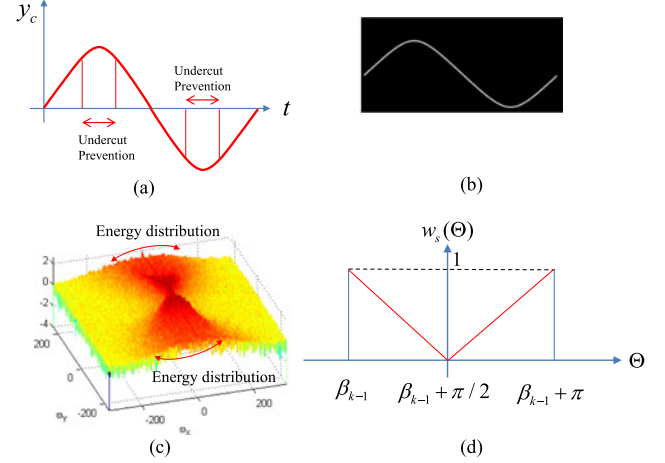 y_c
Undercut
Prevention
t
Undercut
Prevention
(a)
(b)
Energy distribution
2
0
-2
-4
200
0
-200
ω_Y
-200
0
200
ω_X
Energy distribution
(c)
w_s(Θ)
1
Θ
β_{k-1}
β_{k-1} + π / 2
β_{k-1} + π
(d)